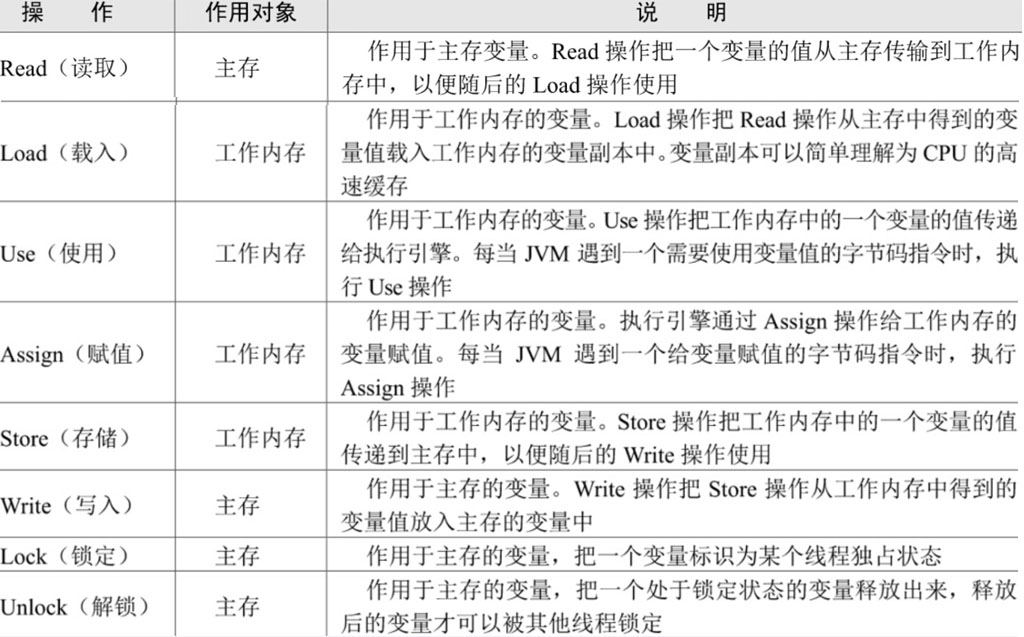 操 作 作用对象 说 明
Read（读取） 主存 作用于主存变量。Read 操作把一个变量的值从主存传输到工作内
存中，以便随后的 Load 操作使用
Load（载入） 工作内存 作用于工作内存的变量。Load 操作把 Read 操作从主存中得到的变
量值载入工作内存的变量副本中。变量副本可以简单理解为 CPU 的高
速缓存
Use（使用） 工作内存 作用于工作内存的变量。Use 操作把工作内存中的一个变量的值传递
给执行引擎。每当 JVM 遇到一个需要使用变量值的字节码指令时，执
行 Use 操作
Assign（赋值） 工作内存 作用于工作内存的变量。执行引擎通过 Assign 操作给工作内存的
变量赋值。每当 JVM 遇到一个给变量赋值的字节码指令时，执行
Assign 操作
Store（存储） 工作内存 作用于工作内存的变量。Store 操作把工作内存中的一个变量的值
传递到主存中，以便随后的 Write 操作使用
Write（写入） 主存 作用于主存的变量。Write 操作把 Store 操作从工作内存中得到的
变量值放入主存的变量中
Lock（锁定） 主存 作用于主存的变量，把一个变量标识为某个线程独占状态
Unlock（解锁） 主存 作用于主存的变量，把一个处于锁定状态的变量释放出来，释放
后的变量才可以被其他线程锁定